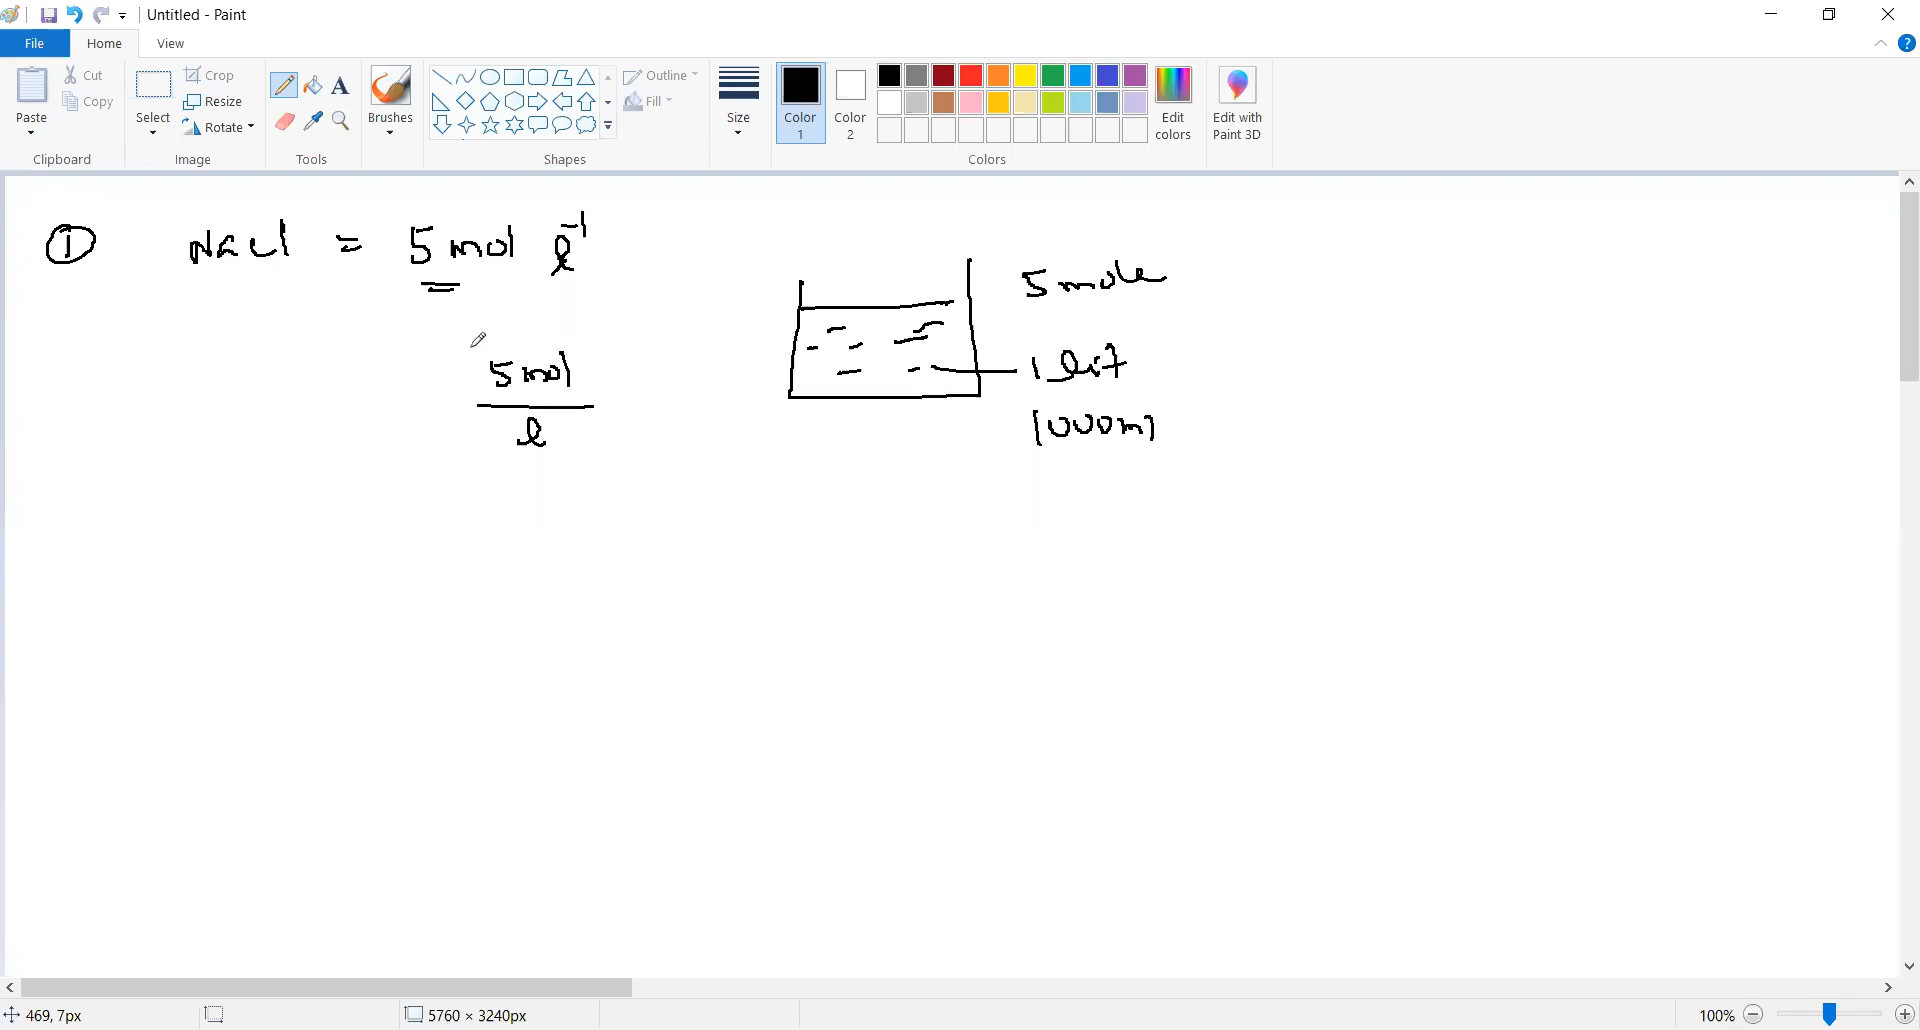 Untitled - Paint
File Home View
Cut
Copy
Paste
Clipboard
Select
Crop
Resize
Rotate
Image
Tools
Brushes
Outline
Fill
Shapes
Size
Color 1
Color 2
Edit colors
Edit with Paint 3D
Colors
① NaCl = 5 mol l⁻¹
5 mol
l
5 mole
1 lit
1000ml
469, 7px
5760 × 3240px
100%